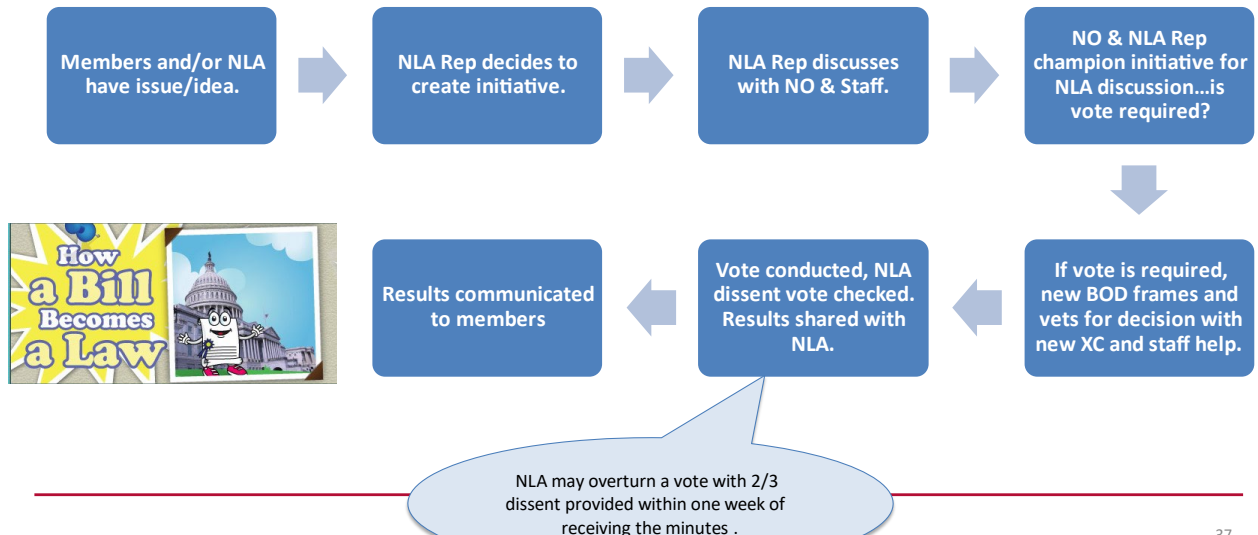 Members and/or NLA
have issue/idea.
NLA Rep decides to
create initiative.
NLA Rep discusses
with NO & Staff.
NO & NLA Rep
champion initiative for
NLA discussion...is
vote required?
If vote is required,
new BOD frames and
vets for decision with
new XC and staff help.
Vote conducted, NLA
dissent vote checked.
Results shared with
NLA.
Results communicated
to members
How
a Bill
Becomes
a Law
NLA may overturn a vote with 2/3
dissent provided within one week of
receiving the minutes .
37